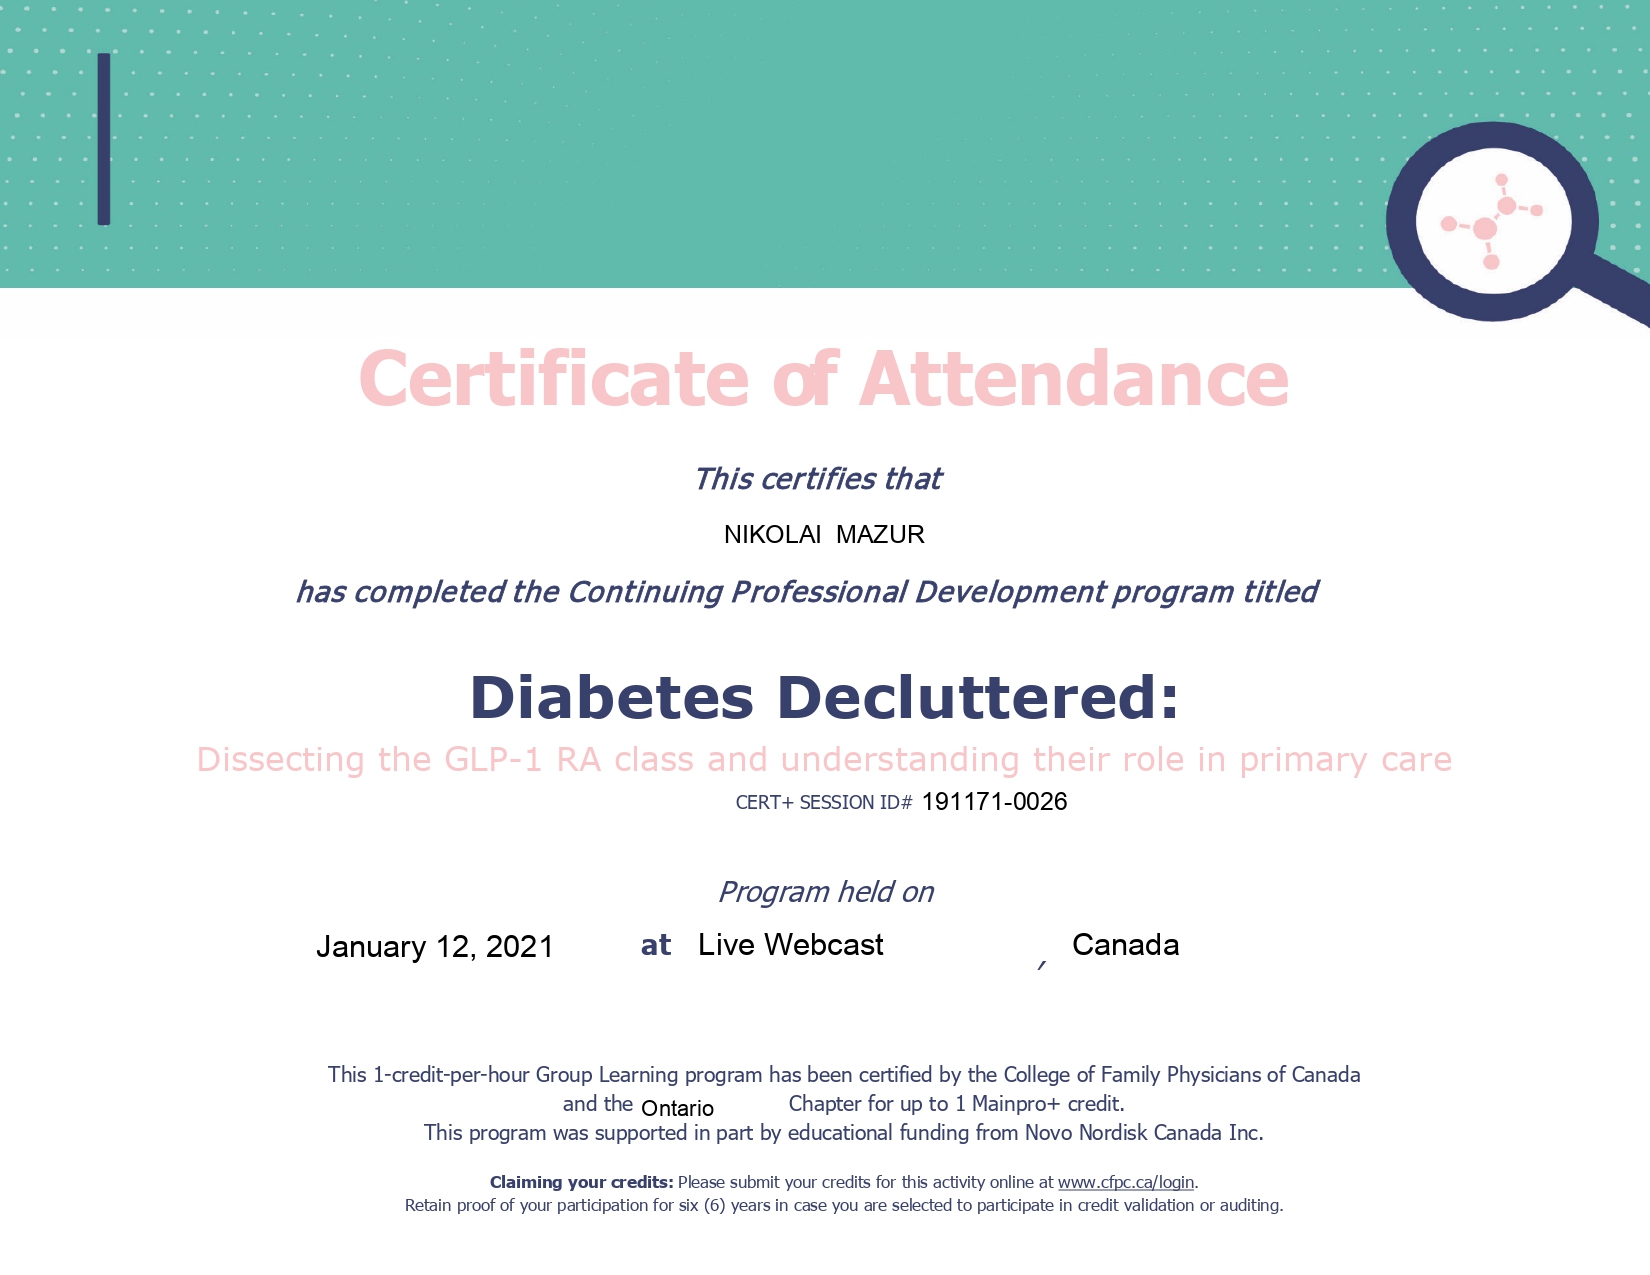 Certificate of Attendance
This certifies that
NIKOLAI MAZUR
has completed the Continuing Professional Development program titled
Diabetes Decluttered:
Dissecting the GLP-1 RA class and understanding their role in primary care
CERT+ SESSION ID# 191171-0026
Program held on
January 12, 2021 at Live Webcast , Canada
This 1-credit-per-hour Group Learning program has been certified by the College of Family Physicians of Canada
and the Ontario Chapter for up to 1 Mainpro+ credit.
This program was supported in part by educational funding from Novo Nordisk Canada Inc.
Claiming your credits: Please submit your credits for this activity online at www.cfpc.ca/login.
Retain proof of your participation for six (6) years in case you are selected to participate in credit validation or auditing.